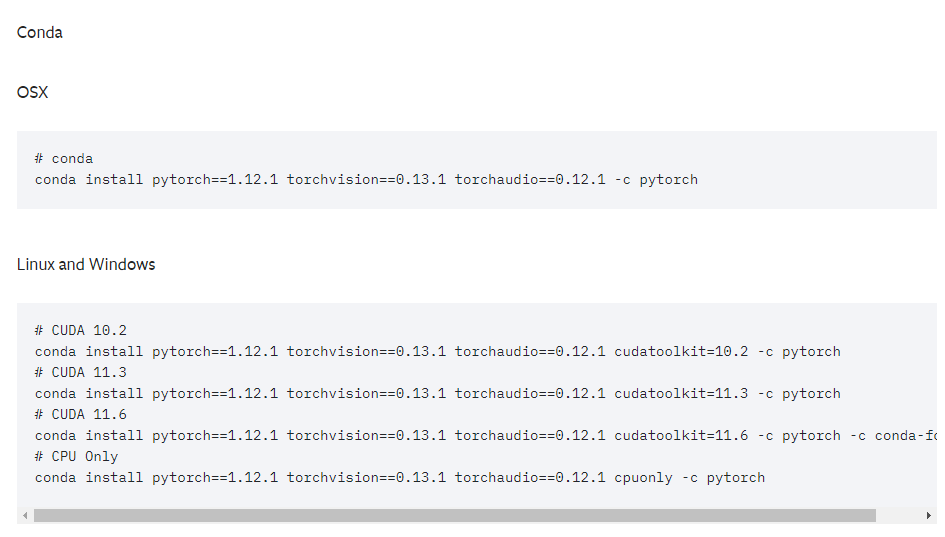 Conda
OSX
# conda
conda install pytorch==1.12.1 torchvision==0.13.1 torchaudio==0.12.1 -c pytorch
Linux and Windows
# CUDA 10.2
conda install pytorch==1.12.1 torchvision==0.13.1 torchaudio==0.12.1 cudatoolkit=10.2 -c pytorch
# CUDA 11.3
conda install pytorch==1.12.1 torchvision==0.13.1 torchaudio==0.12.1 cudatoolkit=11.3 -c pytorch
# CUDA 11.6
conda install pytorch==1.12.1 torchvision==0.13.1 torchaudio==0.12.1 cudatoolkit=11.6 -c pytorch -c conda-fo
# CPU Only
conda install pytorch==1.12.1 torchvision==0.13.1 torchaudio==0.12.1 cpuonly -c pytorch